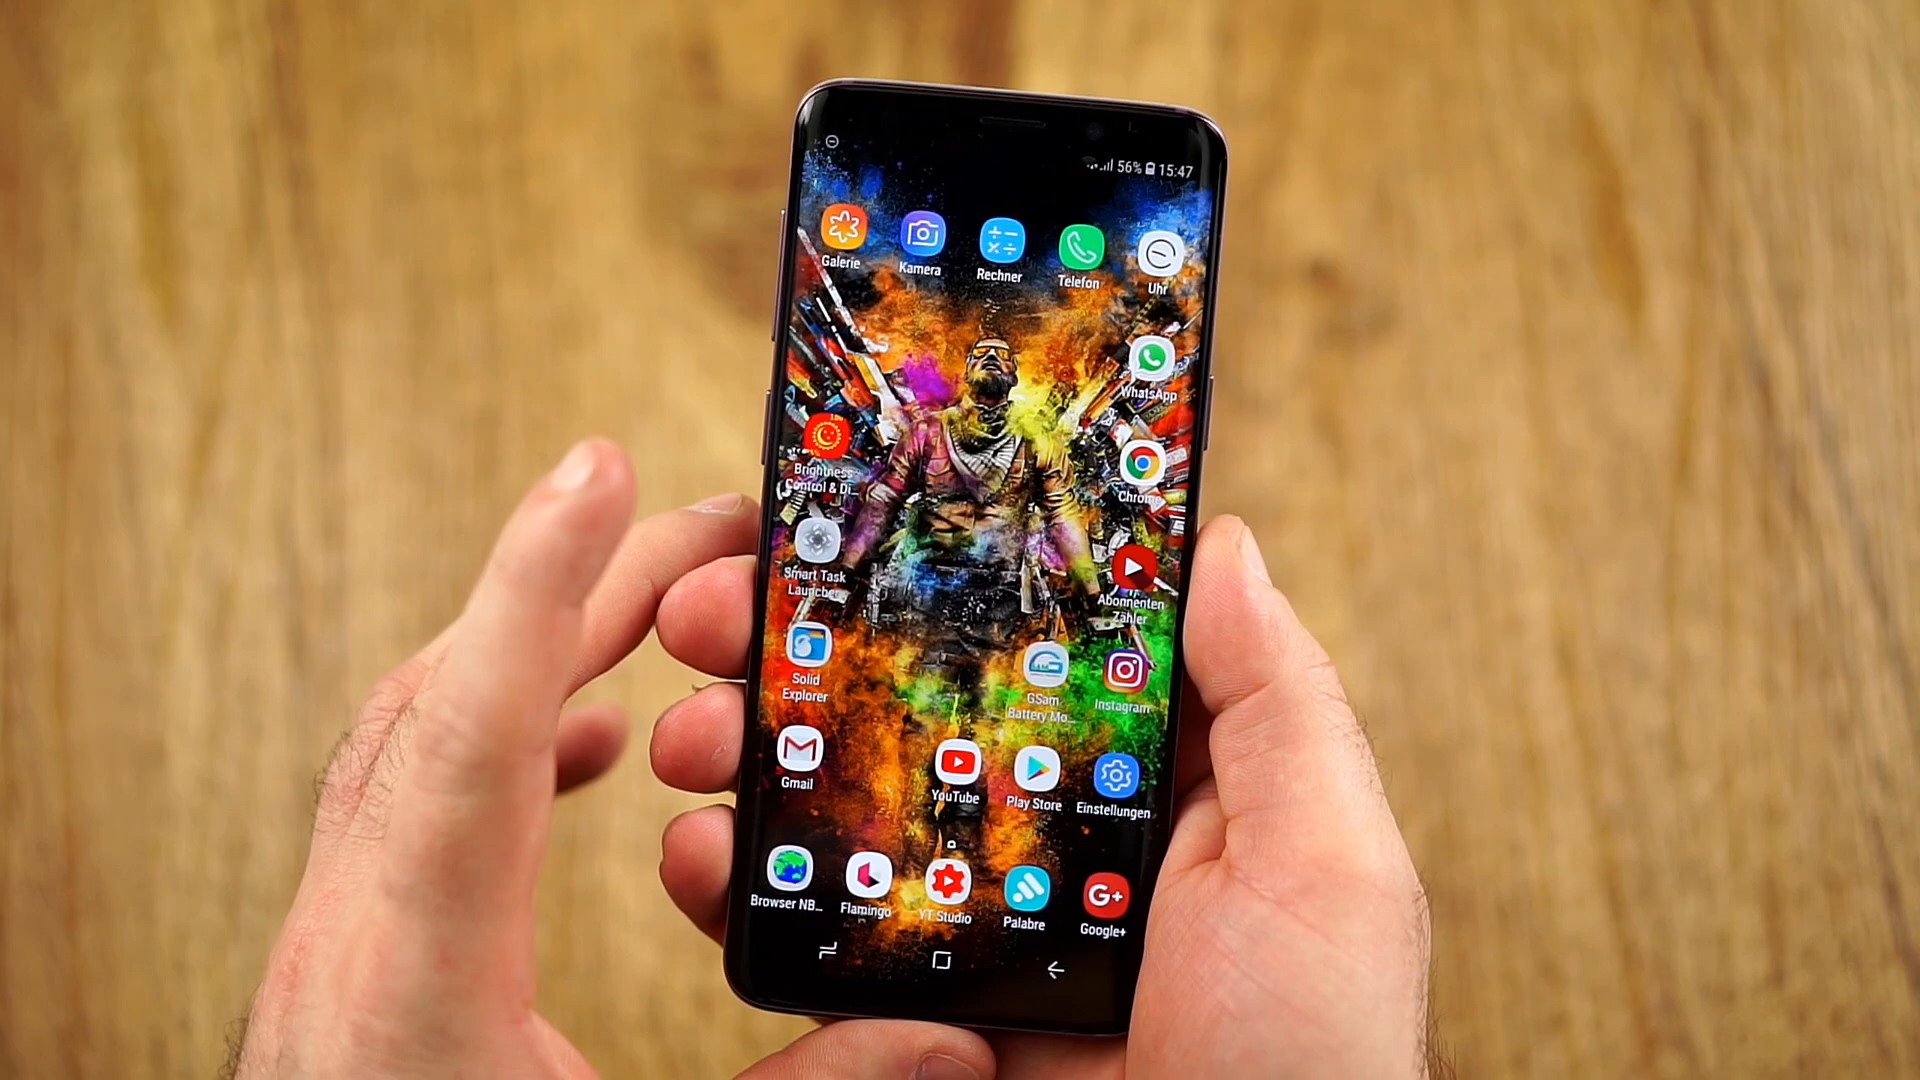 56% 15:47
Galerie
Kamera
Rechner
Telefon
Uhr
WhatsApp
Brightness
Control & Di...
Chrome
Smart Task
Launcher
Abonnenten
Zähler
Solid
Explorer
GSam
Battery Mo...
Instagram
Gmail
YouTube
Play Store
Einstellungen
Browser NB...
Flamingo
YT Studio
Palabre
G+
Google+